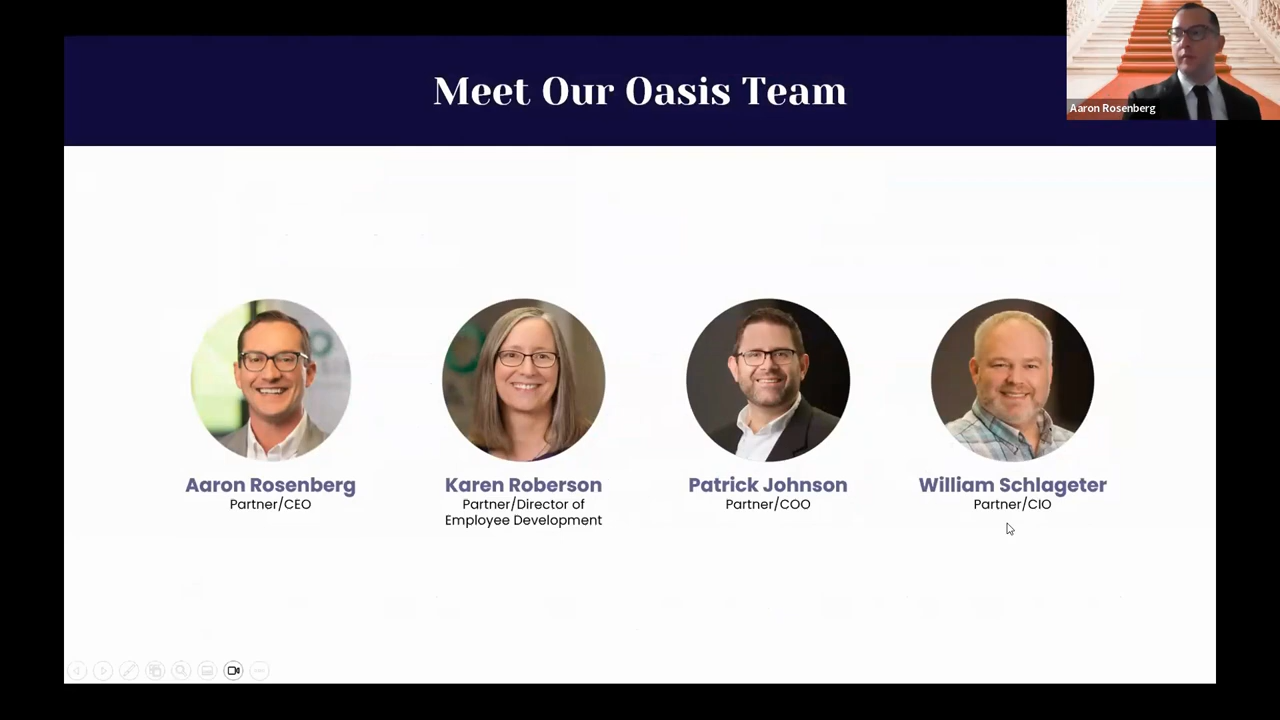 Meet Our Oasis Team
Aaron Rosenberg
Aaron Rosenberg
Partner/CEO
Karen Roberson
Partner/Director of
Employee Development
Patrick Johnson
Partner/COO
William Schlageter
Partner/CIO